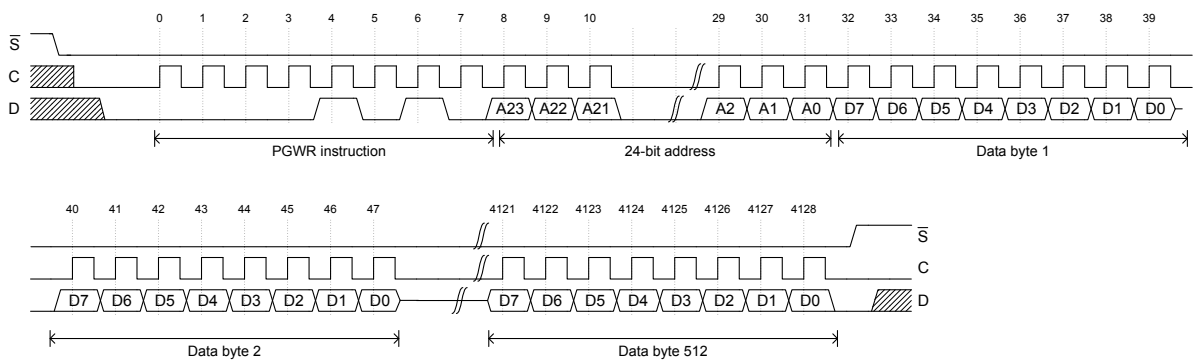 0 1 2 3 4 5 6 7 8 9 10 29 30 31 32 33 34 35 36 37 38 39
S
C
D A23 A22 A21 A2 A1 A0 D7 D6 D5 D4 D3 D2 D1 D0
PGWR instruction 24-bit address Data byte 1
40 41 42 43 44 45 46 47 4121 4122 4123 4124 4125 4126 4127 4128
S
C
D7 D6 D5 D4 D3 D2 D1 D0 D7 D6 D5 D4 D3 D2 D1 D0 D
Data byte 2 Data byte 512